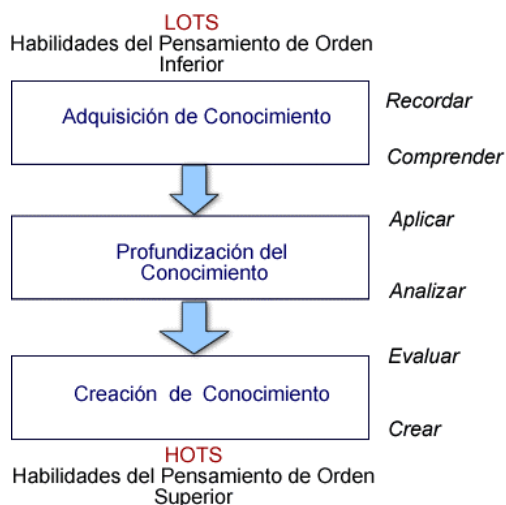 LOTS
Habilidades del Pensamiento de Orden
Inferior
Adquisición de Conocimiento
Recordar
Comprender
Profundización del
Conocimiento
Aplicar
Analizar
Creación de Conocimiento
Evaluar
Crear
HOTS
Habilidades del Pensamiento de Orden
Superior